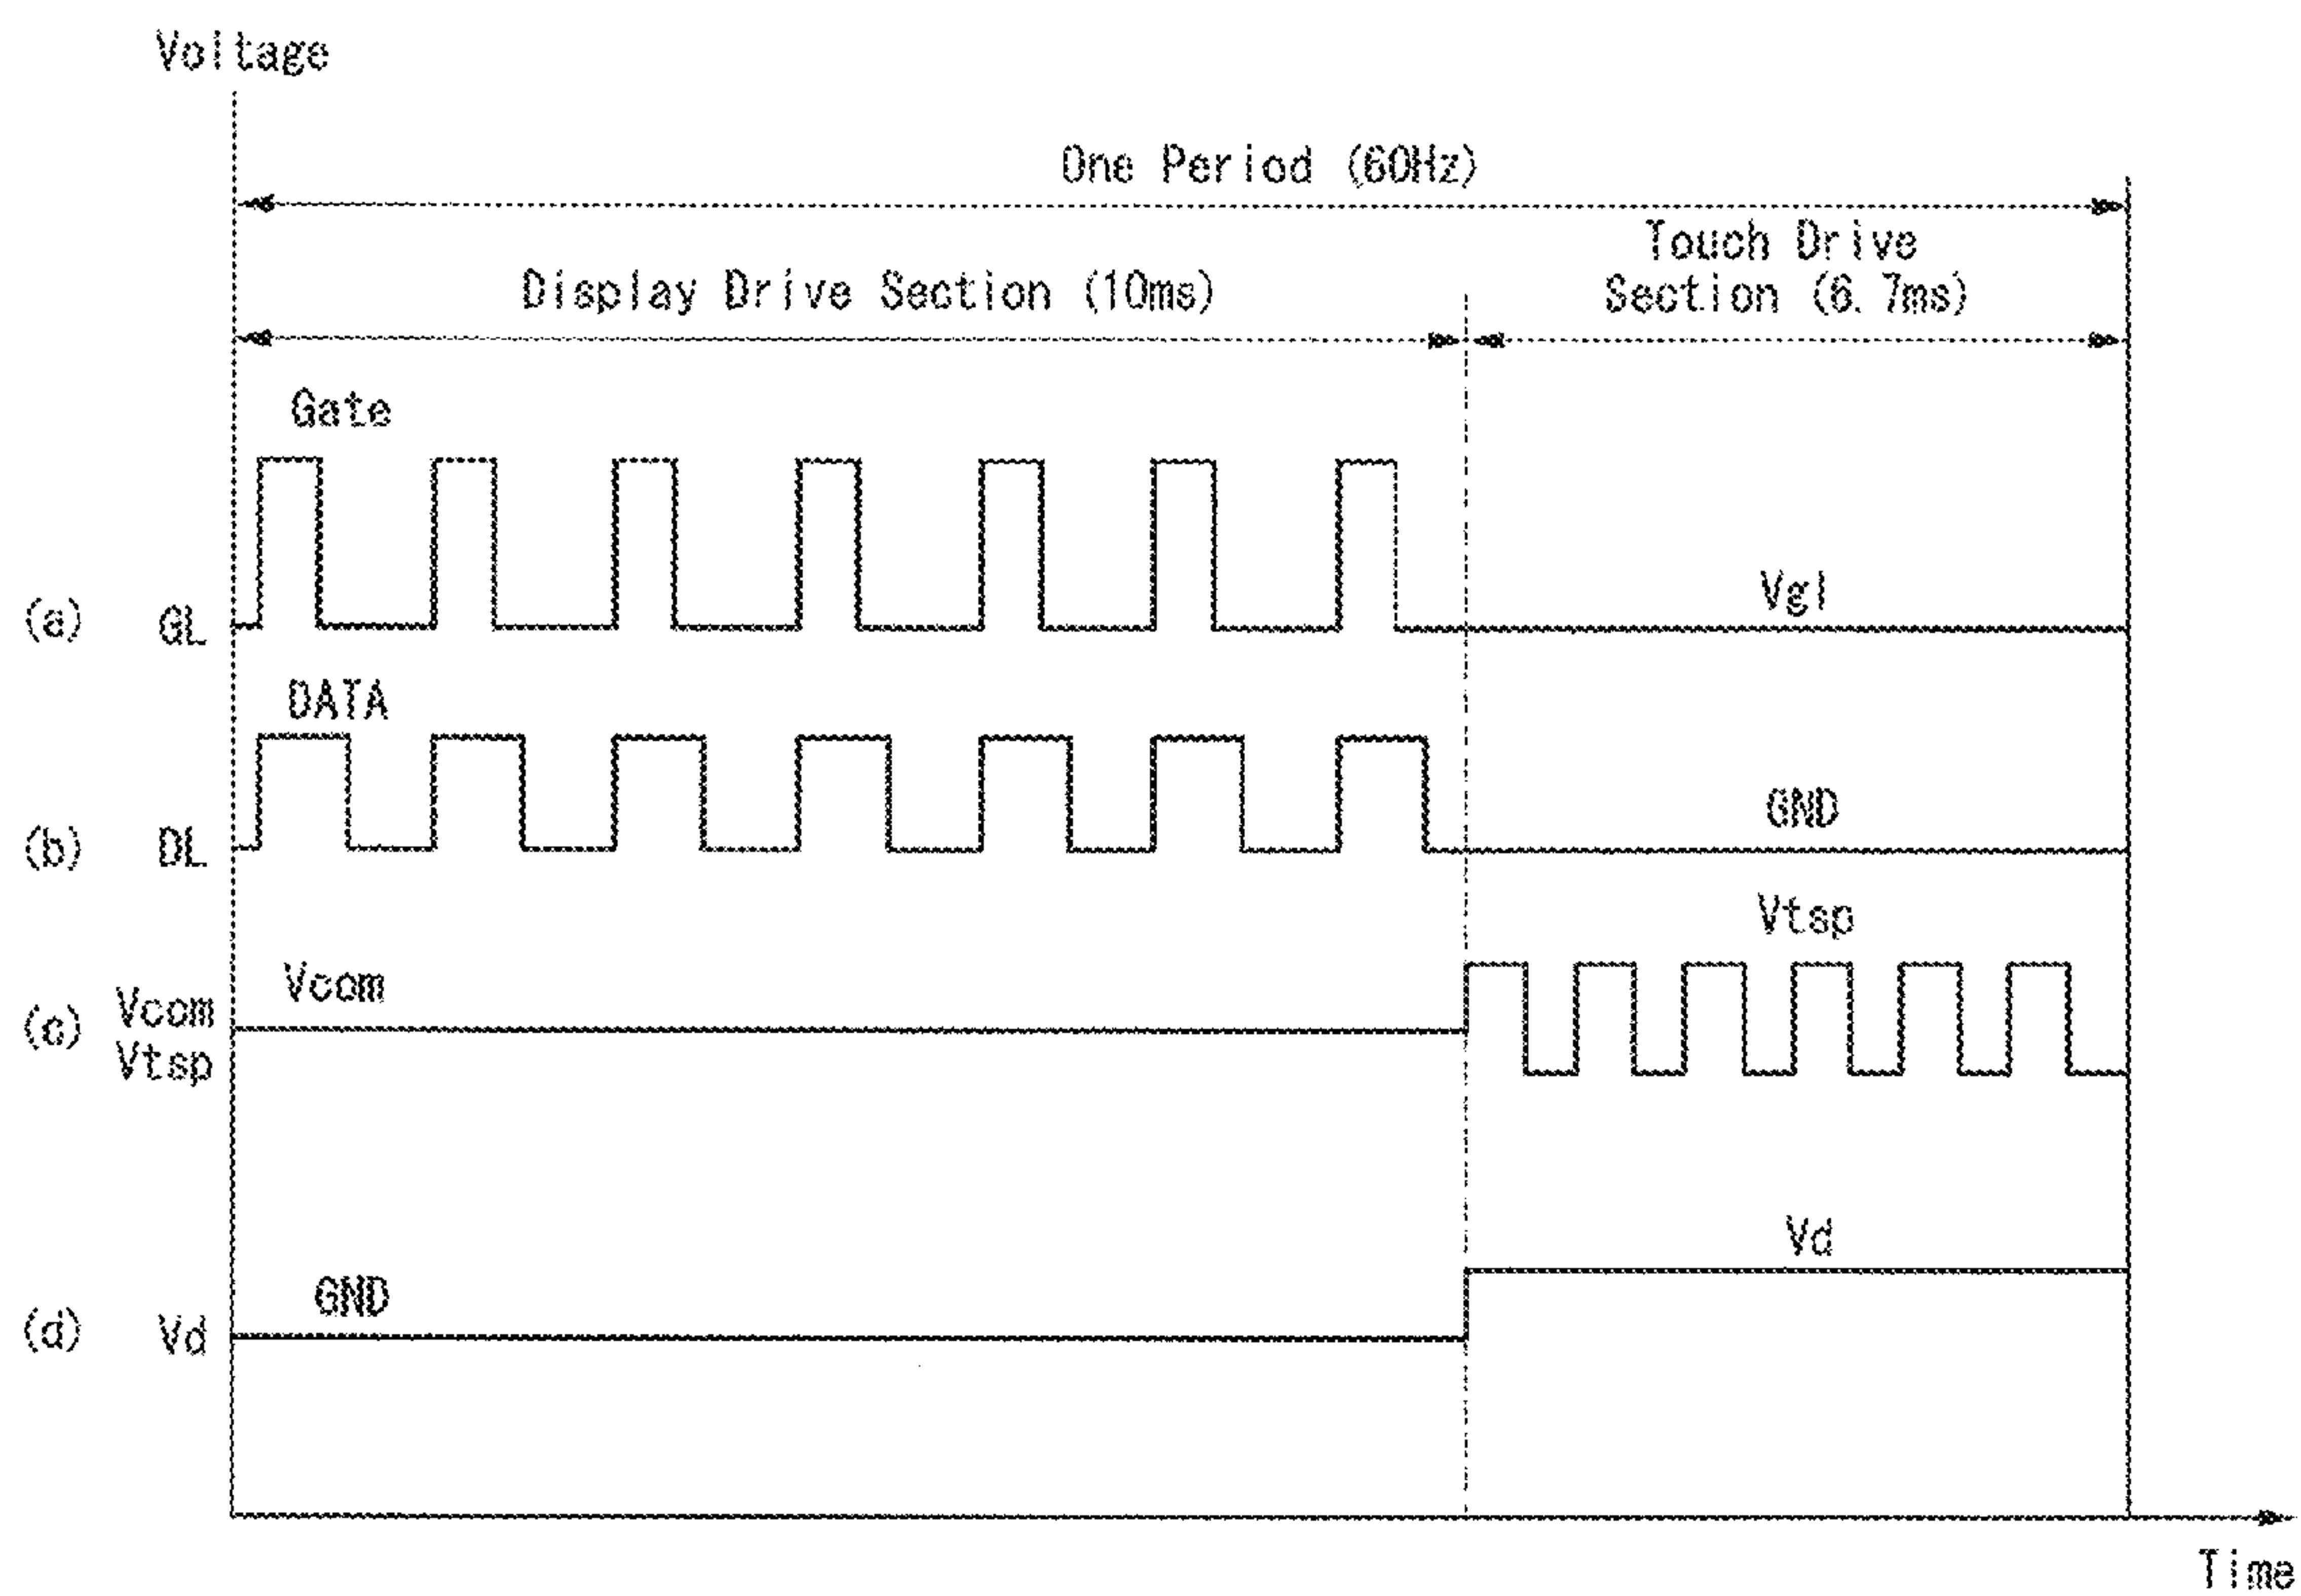 Voltage
One Period (60Hz)
Touch Drive
Section (6.7ms)
Display Drive Section (10ms)
Gate
Vgl
(a) GL
DATA
GND
(b) DL
Vtsp
Vcom
(c) Vcom
Vtsp
Vd
GND
(d) Vd
Time